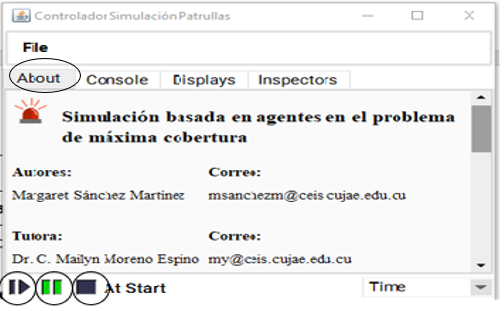 Controlador Simulación Patrullas
File
About Console Displays Inspectors
Simulación basada en agentes en el problema
de máxima cobertura
Autores: Correo:
Margaret Sánchez Martínez msanchezm@ceis.cujae.edu.cu
Tutora: Correo:
Dr. C. Mailyn Moreno Espino my@ceis.cujae.edu.cu
At Start Time